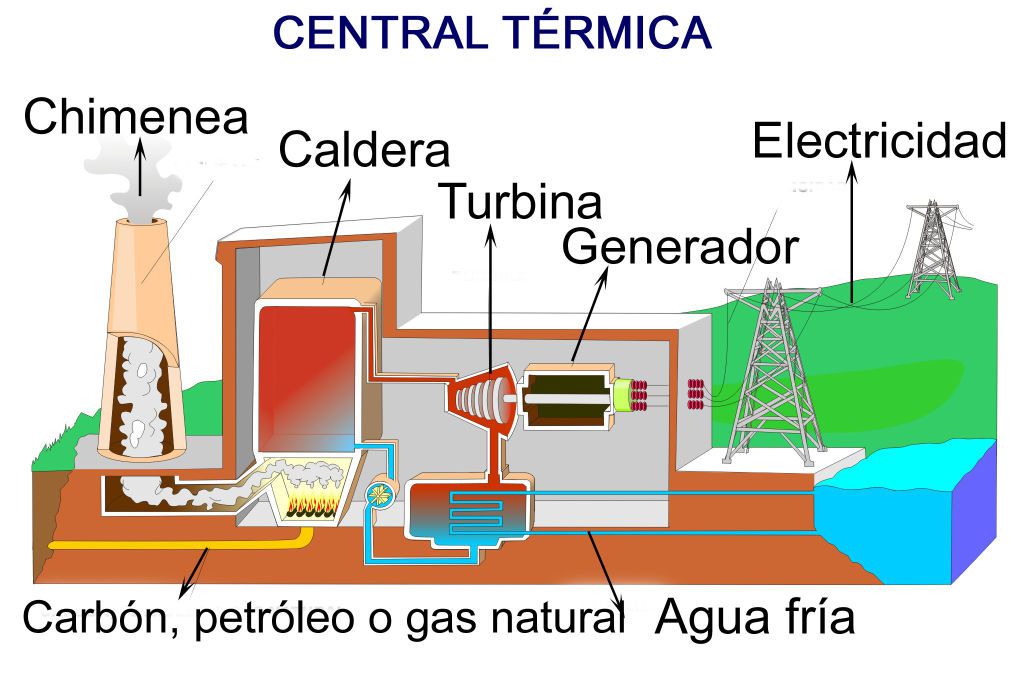 CENTRAL TÉRMICA
Chimenea
Caldera
Electricidad
Turbina
Generador
Carbón, petróleo o gas natural
Agua fría